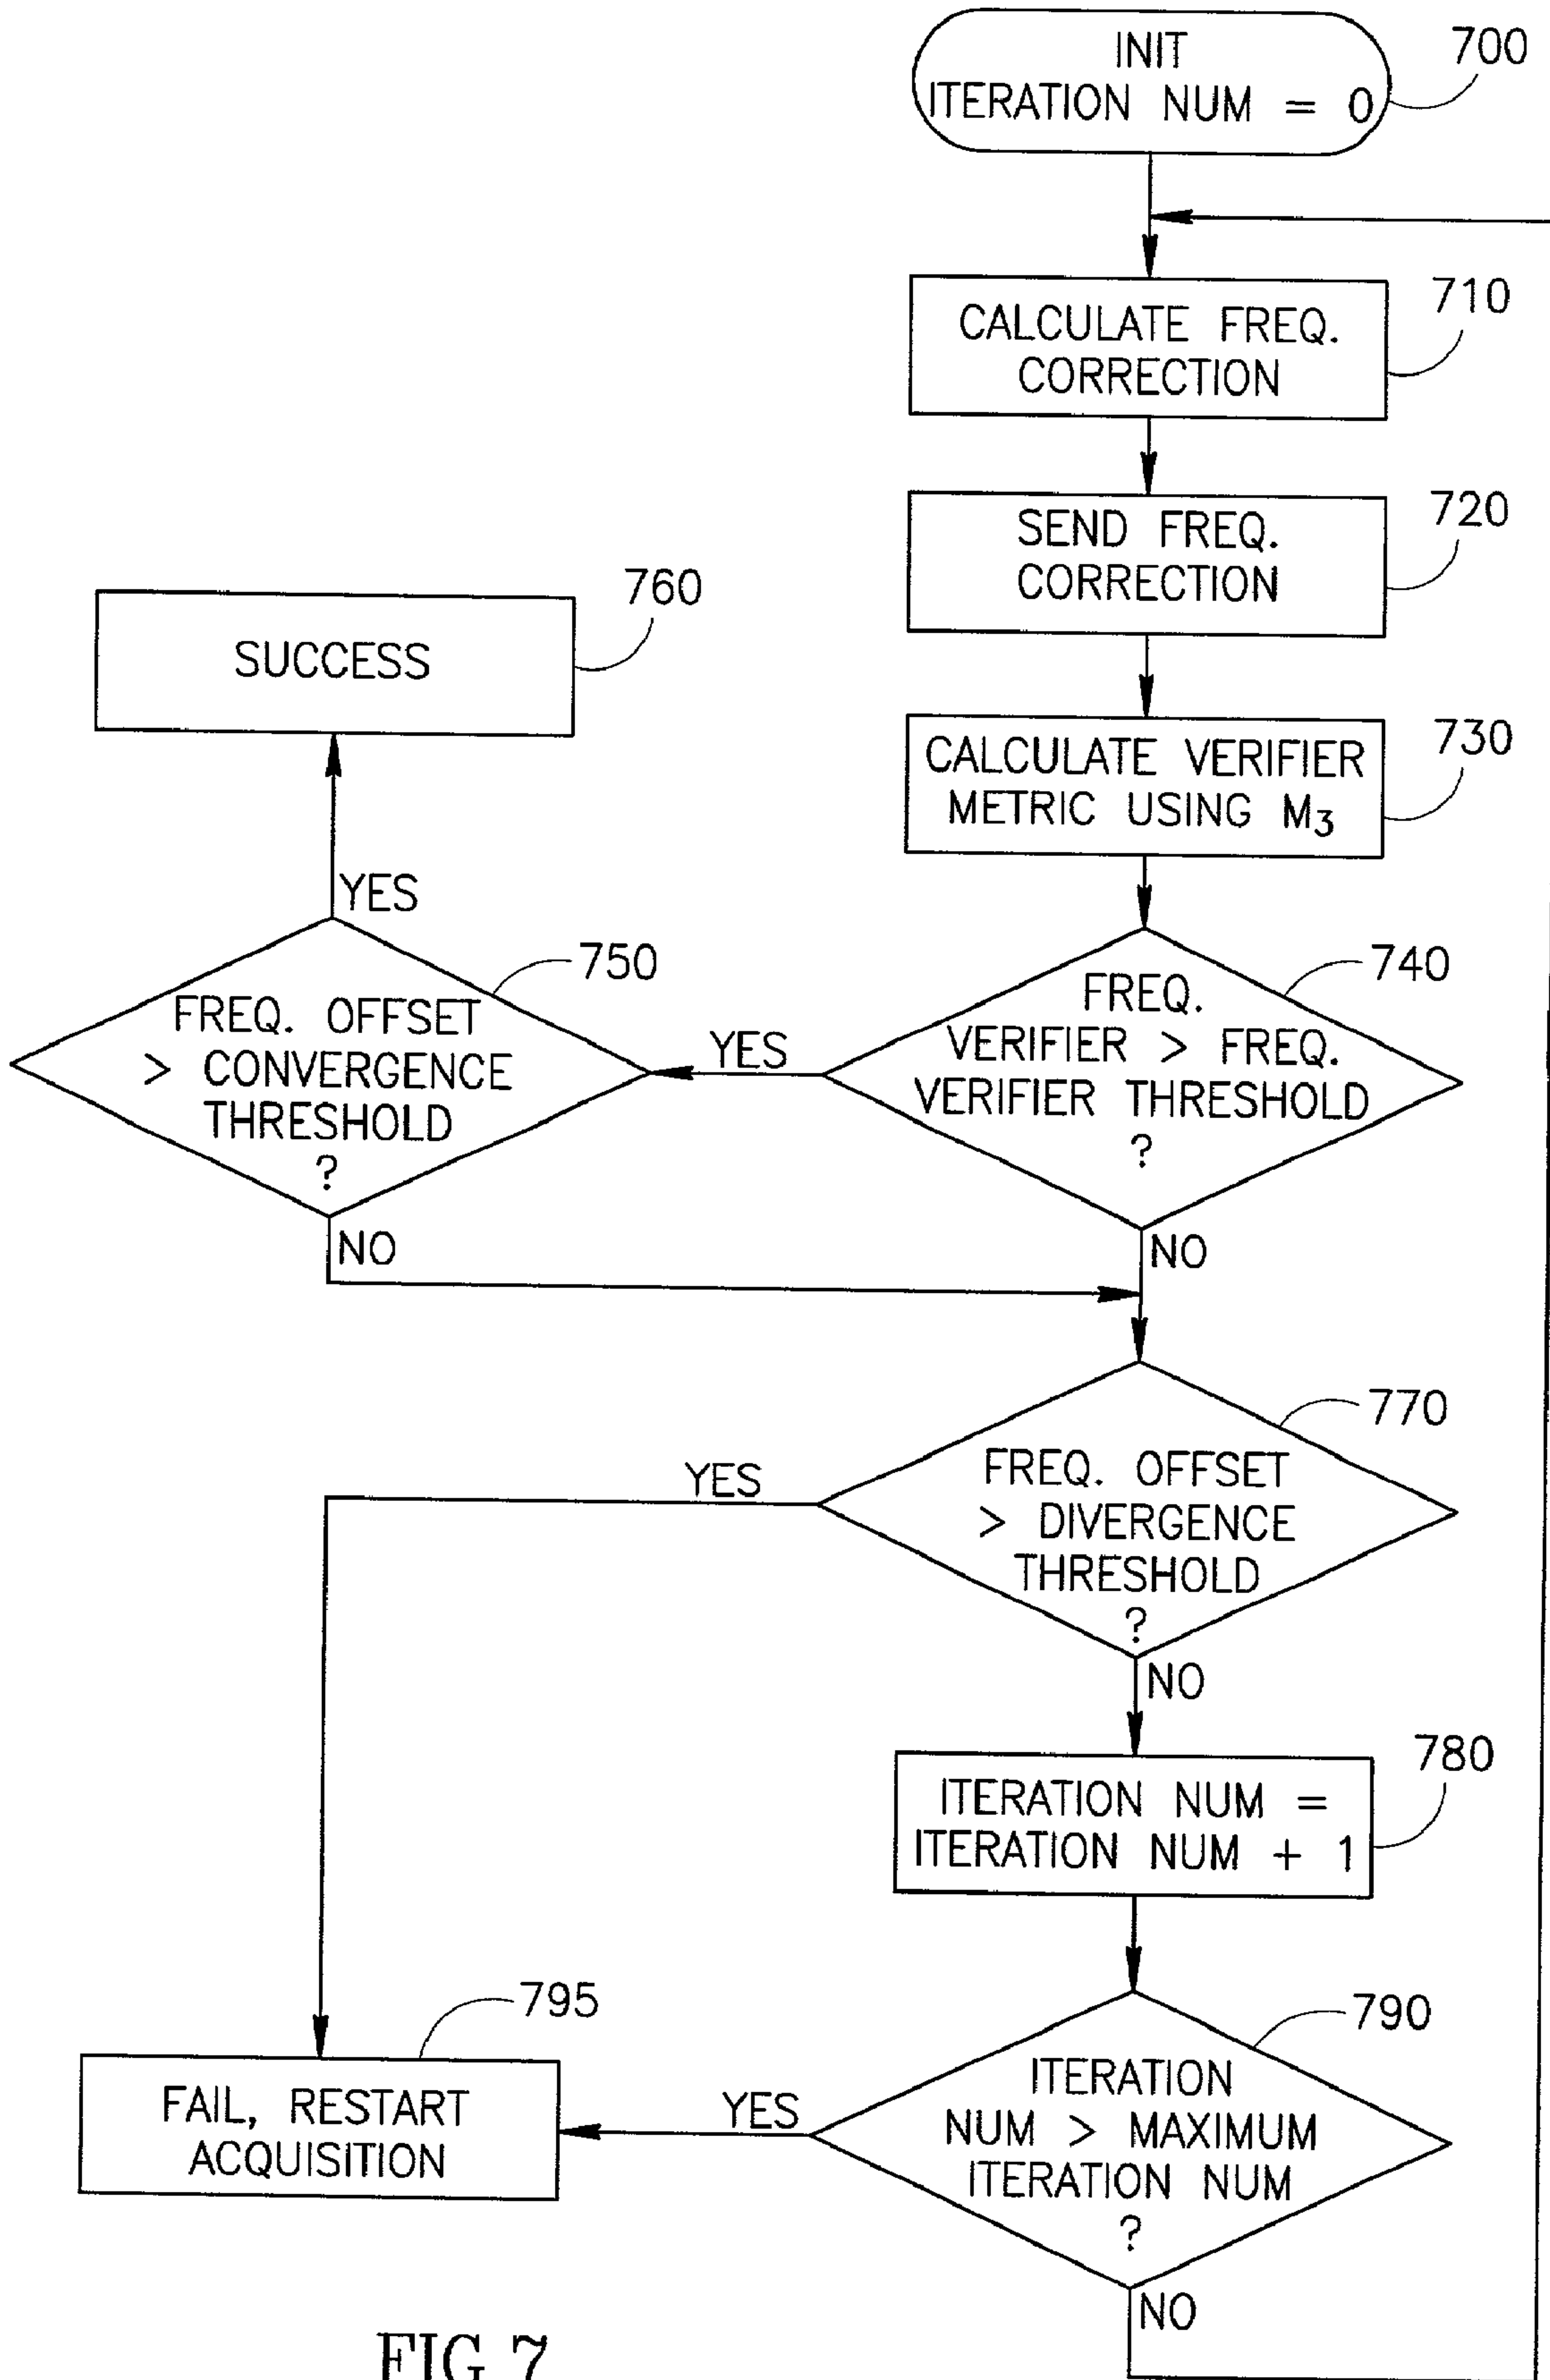 INIT
ITERATION NUM = 0
700
CALCULATE FREQ.
CORRECTION
710
SEND FREQ.
CORRECTION
720
SUCCESS
760
CALCULATE VERIFIER
METRIC USING M₃
730
YES
FREQ. OFFSET
> CONVERGENCE
THRESHOLD
?
750
YES
FREQ.
VERIFIER > FREQ.
VERIFIER THRESHOLD
?
740
NO
NO
FREQ. OFFSET
> DIVERGENCE
THRESHOLD
?
770
YES
NO
ITERATION NUM =
ITERATION NUM + 1
780
FAIL, RESTART
ACQUISITION
795
YES
ITERATION
NUM > MAXIMUM
ITERATION NUM
?
790
NO
FIG.7